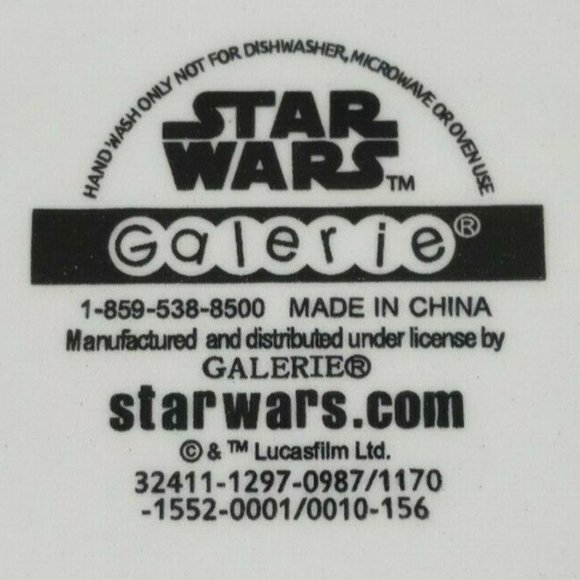 HAND WASH ONLY NOT FOR DISHWASHER, MICROWAVE OR OVEN USE
STAR
WARS™
Galerie®
1-859-538-8500 MADE IN CHINA
Manufactured and distributed under license by
GALERIE®
starwars.com
© & ™ Lucasfilm Ltd.
32411-1297-0987/1170
-1552-0001/0010-156